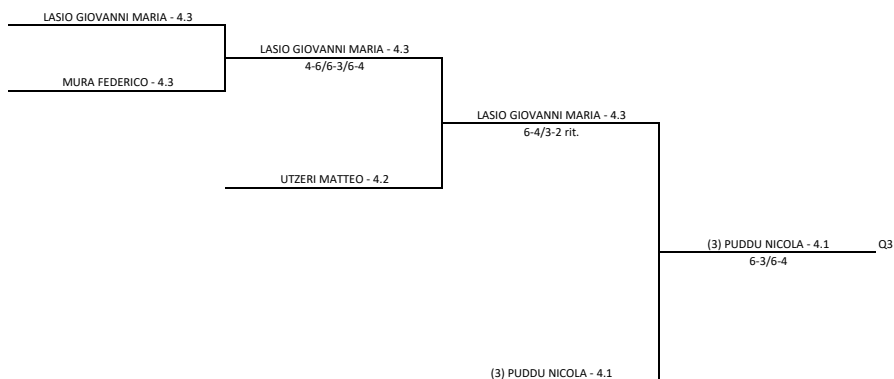 LASIO GIOVANNI MARIA - 4.3
LASIO GIOVANNI MARIA - 4.3
4-6/6-3/6-4
MURA FEDERICO - 4.3
LASIO GIOVANNI MARIA - 4.3
6-4/3-2 rit.
UTZERI MATTEO - 4.2
(3) PUDDU NICOLA - 4.1 Q3
6-3/6-4
(3) PUDDU NICOLA - 4.1